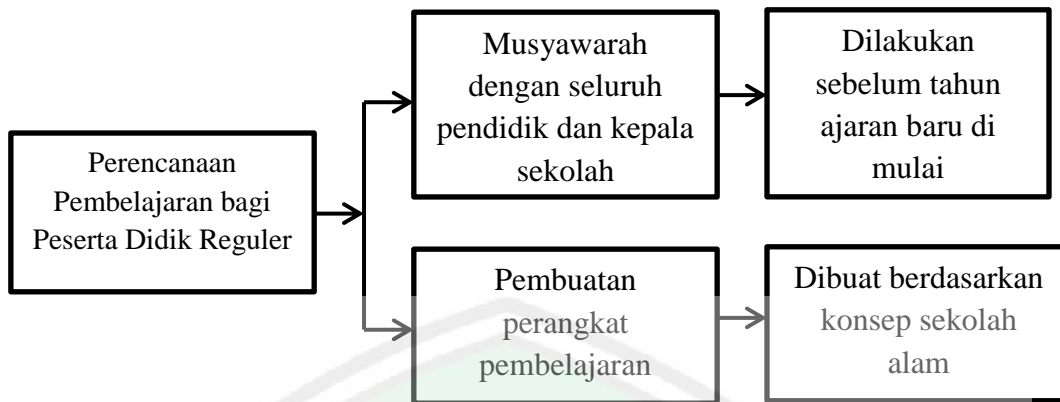 Perencanaan
Pembelajaran bagi
Peserta Didik Reguler
Musyawarah
dengan seluruh
pendidik dan kepala
sekolah
Dilakukan
sebelum tahun
ajaran baru di
mulai
Pembuatan
perangkat
pembelajaran
Dibuat berdasarkan
konsep sekolah
alam